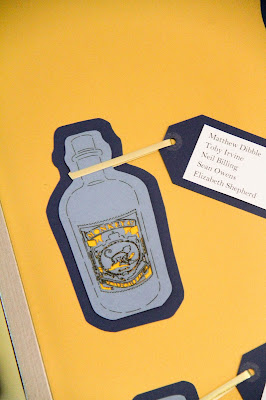 Matthew Dibble
Toby Irvine
Neil Billing
Sean Owens
Elizabeth Shepherd